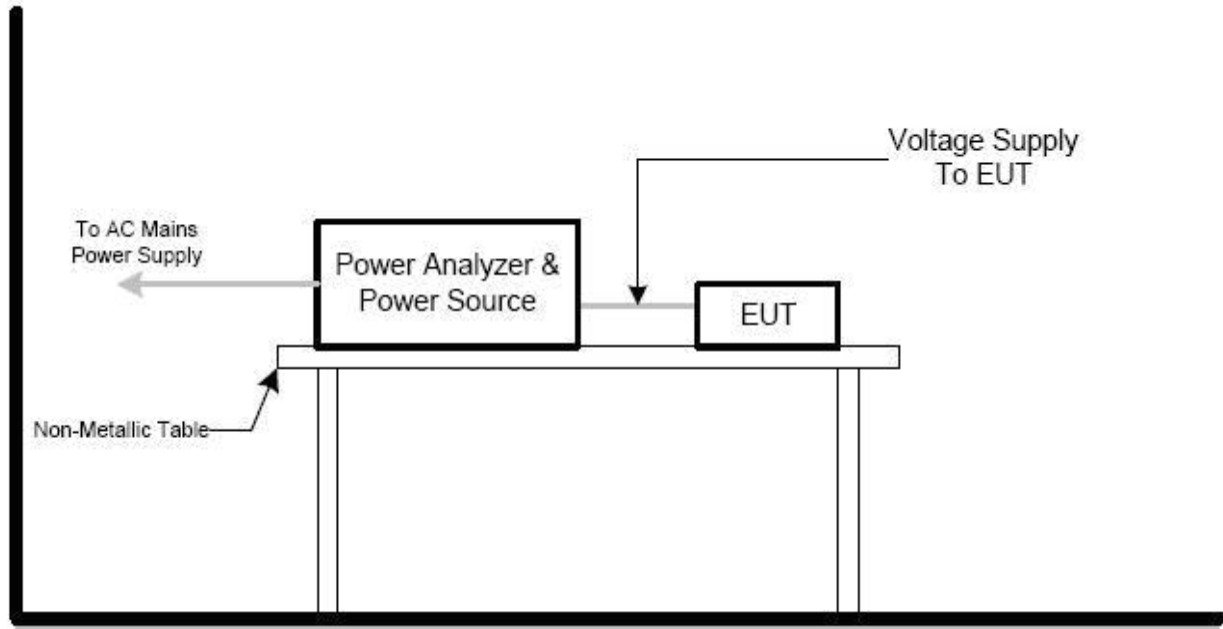 Voltage Supply
To EUT
To AC Mains
Power Supply
Power Analyzer &
Power Source
EUT
Non-Metallic Table